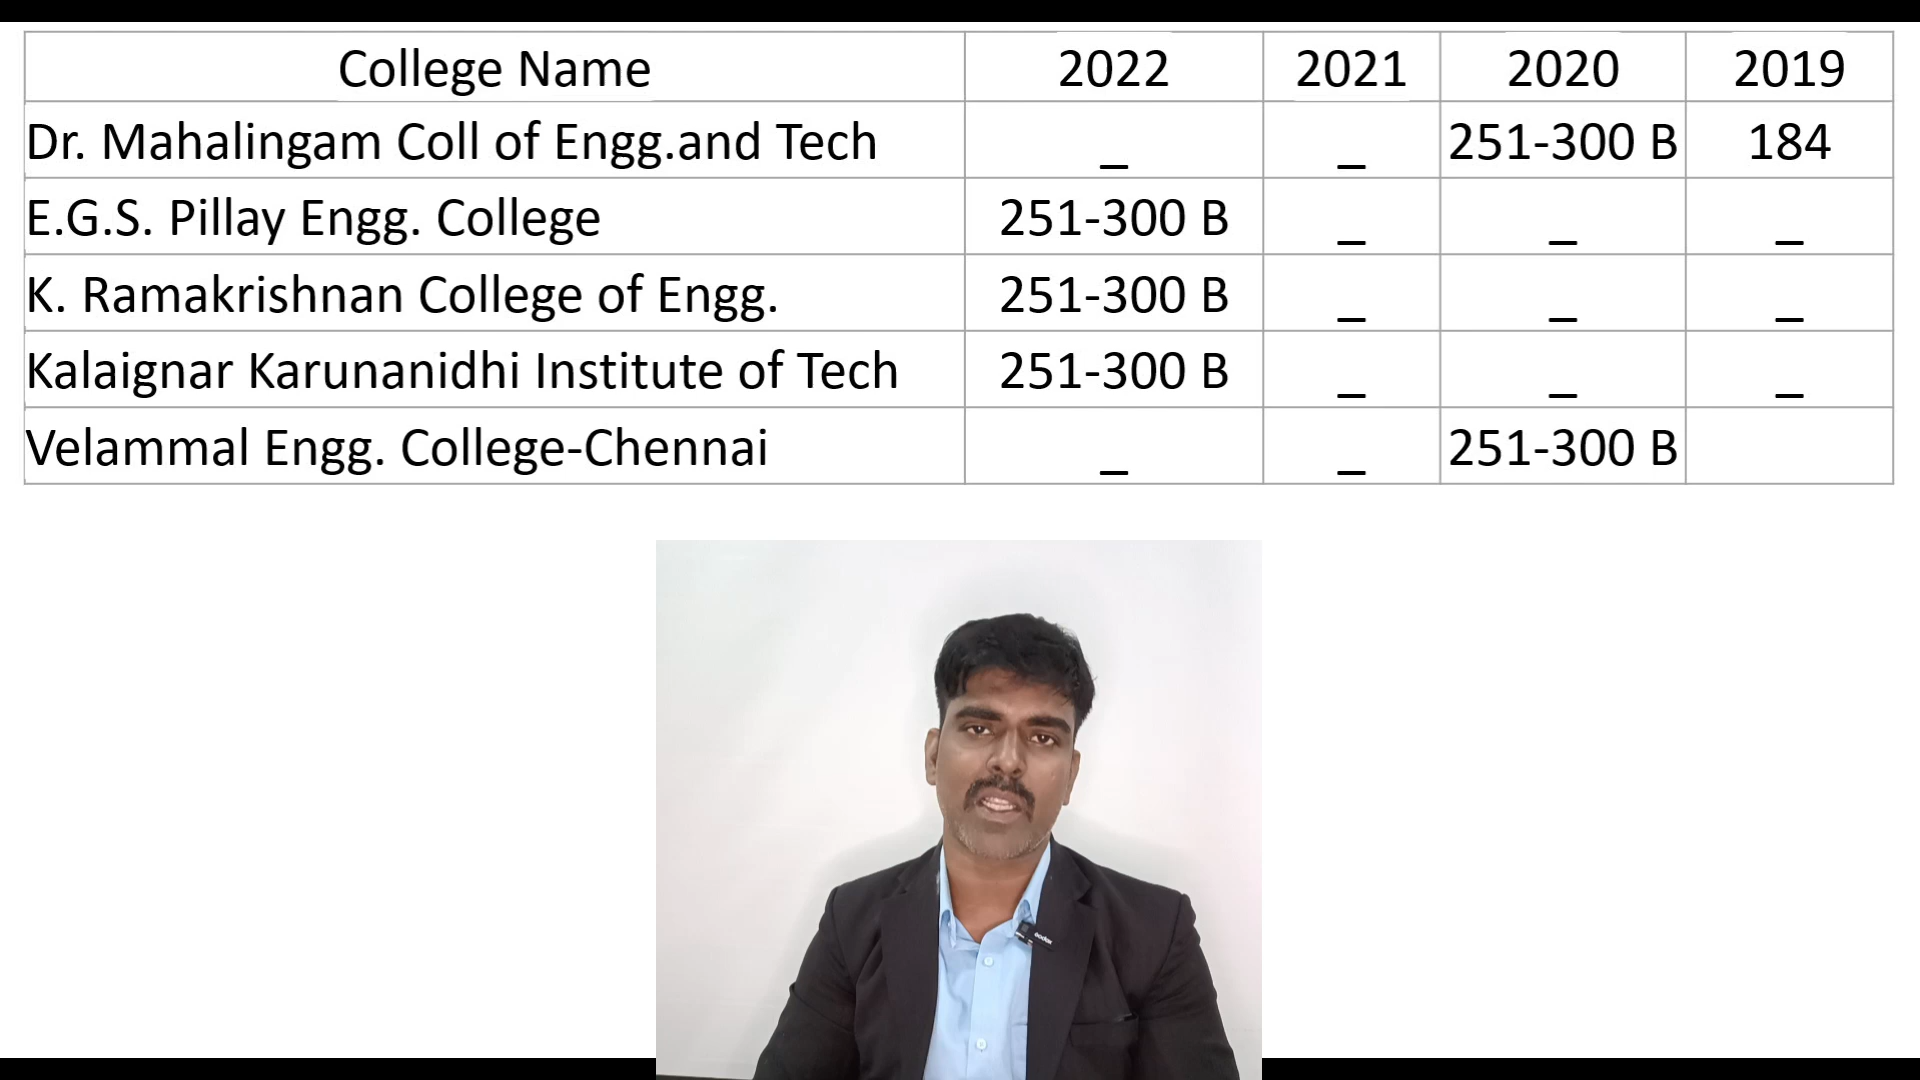 College Name 2022 2021 2020 2019
Dr. Mahalingam Coll of Engg.and Tech _ _ 251-300 B 184
E.G.S. Pillay Engg. College 251-300 B _ _ _
K. Ramakrishnan College of Engg. 251-300 B _ _ _
Kalaignar Karunanidhi Institute of Tech 251-300 B _ _ _
Velammal Engg. College-Chennai _ _ 251-300 B
Godox